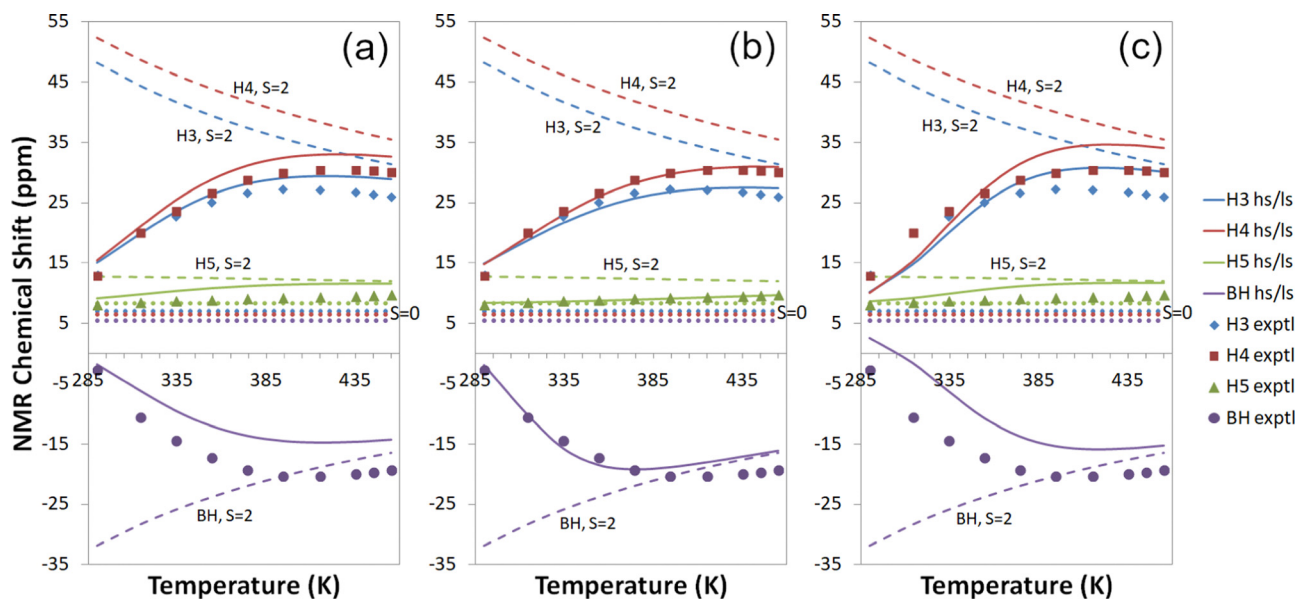 NMR Chemical Shift (ppm)
55
45
35
25
15
5
-5
-15
-25
-35
(a)
H4, S=2
H3, S=2
H5, S=2
S=0
BH, S=2
285 335 385 435
Temperature (K)
(b)
H4, S=2
H3, S=2
H5, S=2
S=0
BH, S=2
285 335 385 435
Temperature (K)
(c)
H4, S=2
H3, S=2
H5, S=2
S=0
BH, S=2
285 335 385 435
Temperature (K)
H3 hs/ls
H4 hs/ls
H5 hs/ls
BH hs/ls
H3 exptl
H4 exptl
H5 exptl
BH exptl